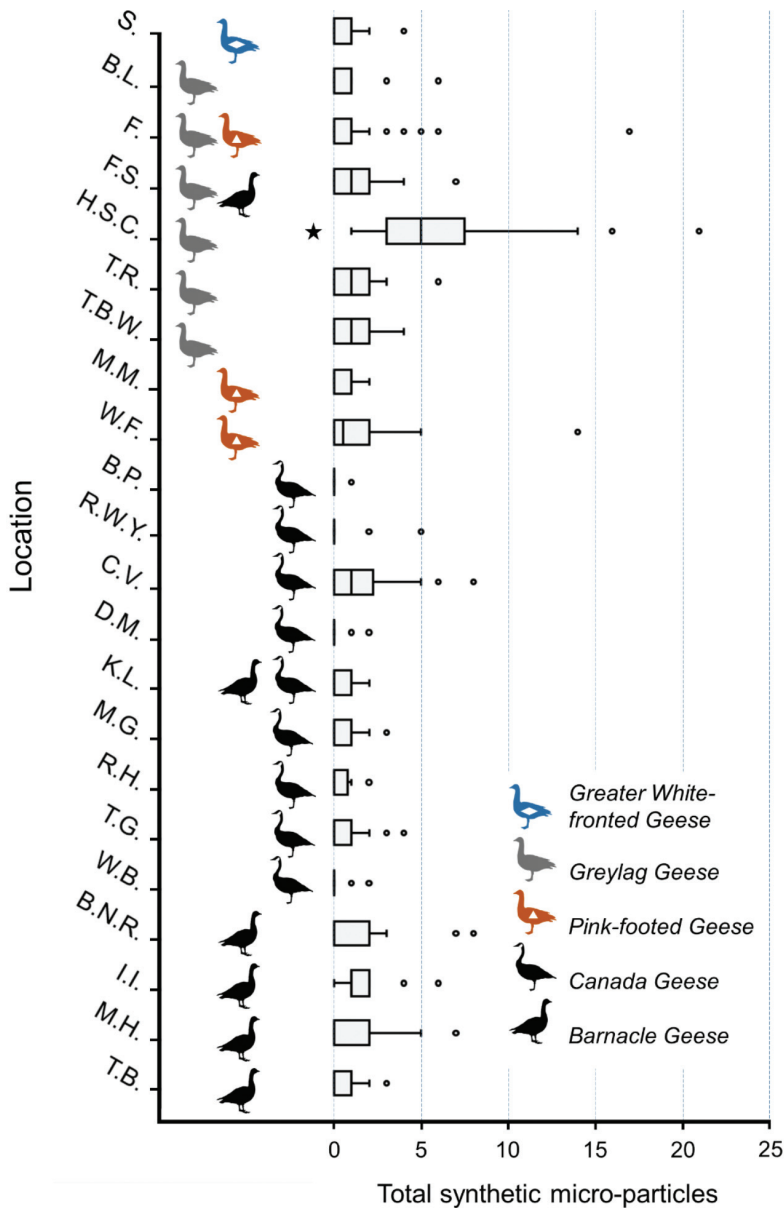 S.
B.L.
F.
F.S.
H.S.C.
T.R.
T.B.W.
M.M.
W.F.
B.P.
R.W.Y.
C.V.
D.M.
K.L.
M.G.
R.H.
T.G.
W.B.
B.N.R.
I.I.
M.H.
T.B.
Location
Greater White-
fronted Geese
Greylag Geese
Pink-footed Geese
Canada Geese
Barnacle Geese
0 5 10 15 20 25
Total synthetic micro-particles